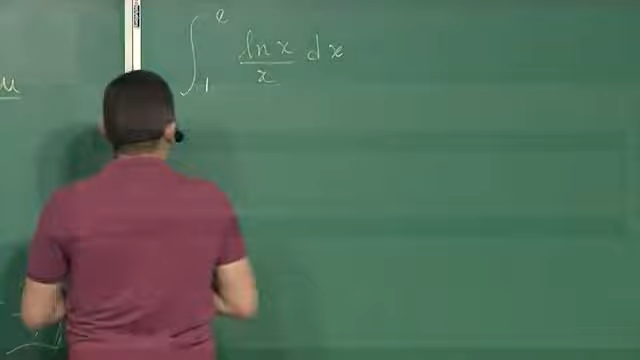 ∫₁ᵉ (ln x)/x dx
u